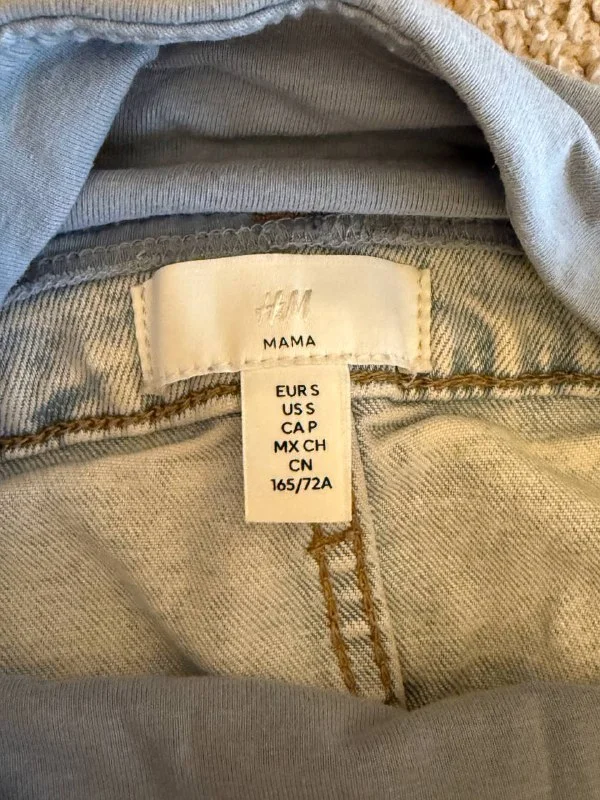 H&M
MAMA
EUR S
US S
CA P
MX CH
CN
165/72A